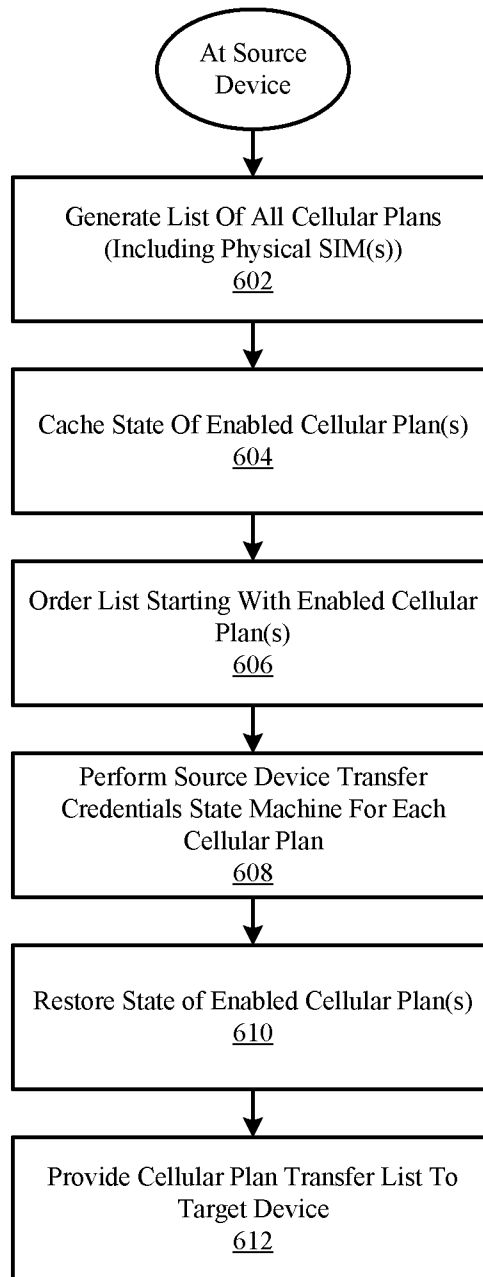 At Source
Device
Generate List Of All Cellular Plans
(Including Physical SIM(s))
602
Cache State Of Enabled Cellular Plan(s)
604
Order List Starting With Enabled Cellular
Plan(s)
606
Perform Source Device Transfer
Credentials State Machine For Each
Cellular Plan
608
Restore State of Enabled Cellular Plan(s)
610
Provide Cellular Plan Transfer List To
Target Device
612